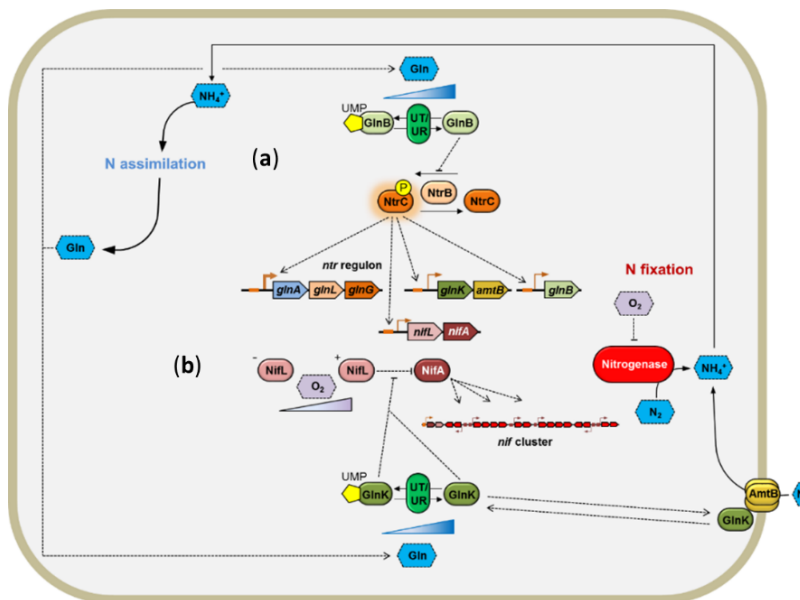 Gln
NH₄⁺
UMP
GlnB
UT/
UR
GlnB
N assimilation
(a)
P
NtrC
NtrB
NtrC
Gln
ntr regulon
N fixation
glnA
glnL
glnG
glnK
amtB
glnB
O₂
nifL
nifA
(b)
- NifL
+ NifL
NifA
O₂
Nitrogenase
NH₄⁺
N₂
nif cluster
UMP
GlnK
UT/
UR
GlnK
AmtB
GlnK
Gln